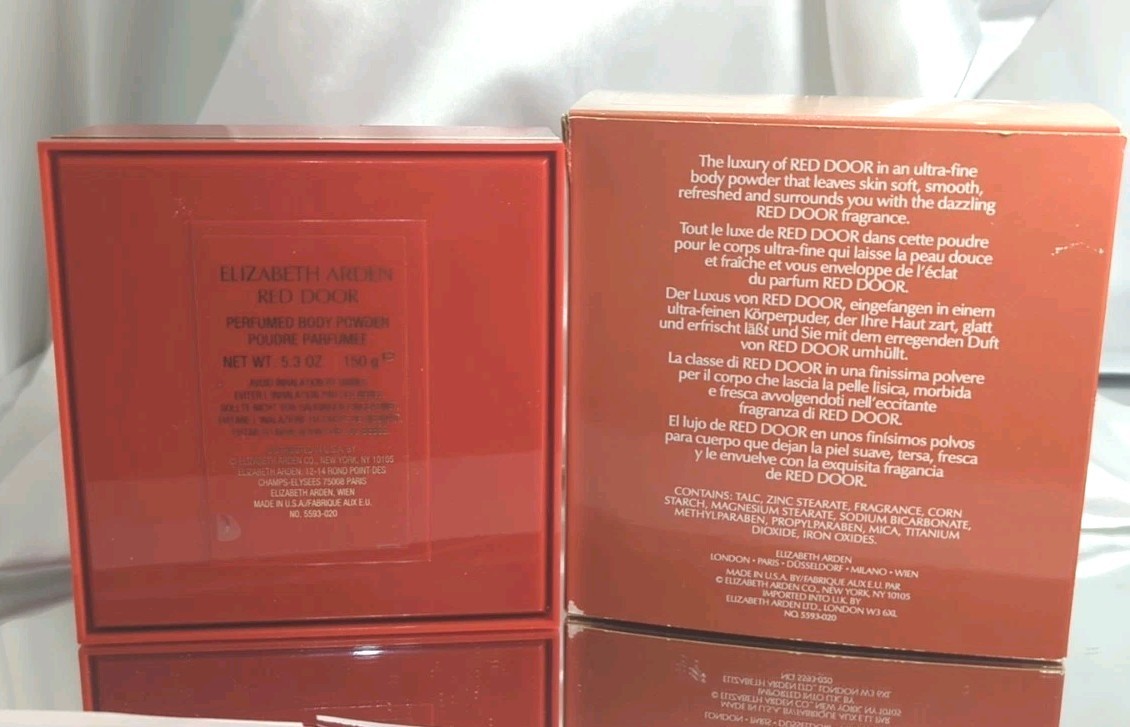 ELIZABETH ARDEN
RED DOOR
PERFUMED BODY POWDER
POUDRE PARFUMEE
NET WT. 5.3 OZ 150 g ℮
AVOID INHALATION
© ELIZABETH ARDEN CO., NEW YORK, NY 10105
ELIZABETH ARDEN, 12-14 ROND POINT DES
CHAMPS-ELYSEES 75008 PARIS
ELIZABETH ARDEN, WIEN
MADE IN U.S.A./FABRIQUE AUX E.U.
NO. 5593-020
The luxury of RED DOOR in an ultra-fine
body powder that leaves skin soft, smooth,
refreshed and surrounds you with the dazzling
RED DOOR fragrance.
Tout le luxe de RED DOOR dans cette poudre
pour le corps ultra-fine qui laisse la peau douce
et fraîche et vous enveloppe de l'éclat
du parfum RED DOOR.
Der Luxus von RED DOOR, eingefangen in einem
ultra-feinen Körperpuder, der Ihre Haut zart, glatt
und erfrischt läßt und Sie mit dem erregenden Duft
von RED DOOR umhüllt.
La classe di RED DOOR in una finissima polvere
per il corpo che lascia la pelle lisica, morbida
e fresca avvolgendoti nell'eccitante
fragranza di RED DOOR.
El lujo de RED DOOR en unos finísimos polvos
para cuerpo que dejan la piel suave, tersa, fresca
y le envuelve con la exquisita fragancia
de RED DOOR.
CONTAINS: TALC, ZINC STEARATE, FRAGRANCE, CORN
STARCH, MAGNESIUM STEARATE, SODIUM BICARBONATE,
METHYLPARABEN, PROPYLPARABEN, MICA, TITANIUM
DIOXIDE, IRON OXIDES.
ELIZABETH ARDEN
LONDON • PARIS • DÜSSELDORF • MILANO • WIEN
MADE IN U.S.A. BY/FABRIQUE AUX E.U. PAR
© ELIZABETH ARDEN CO., NEW YORK, NY 10105
IMPORTED INTO U.K. BY
ELIZABETH ARDEN LTD., LONDON W3 6XL
NO. 5593-020